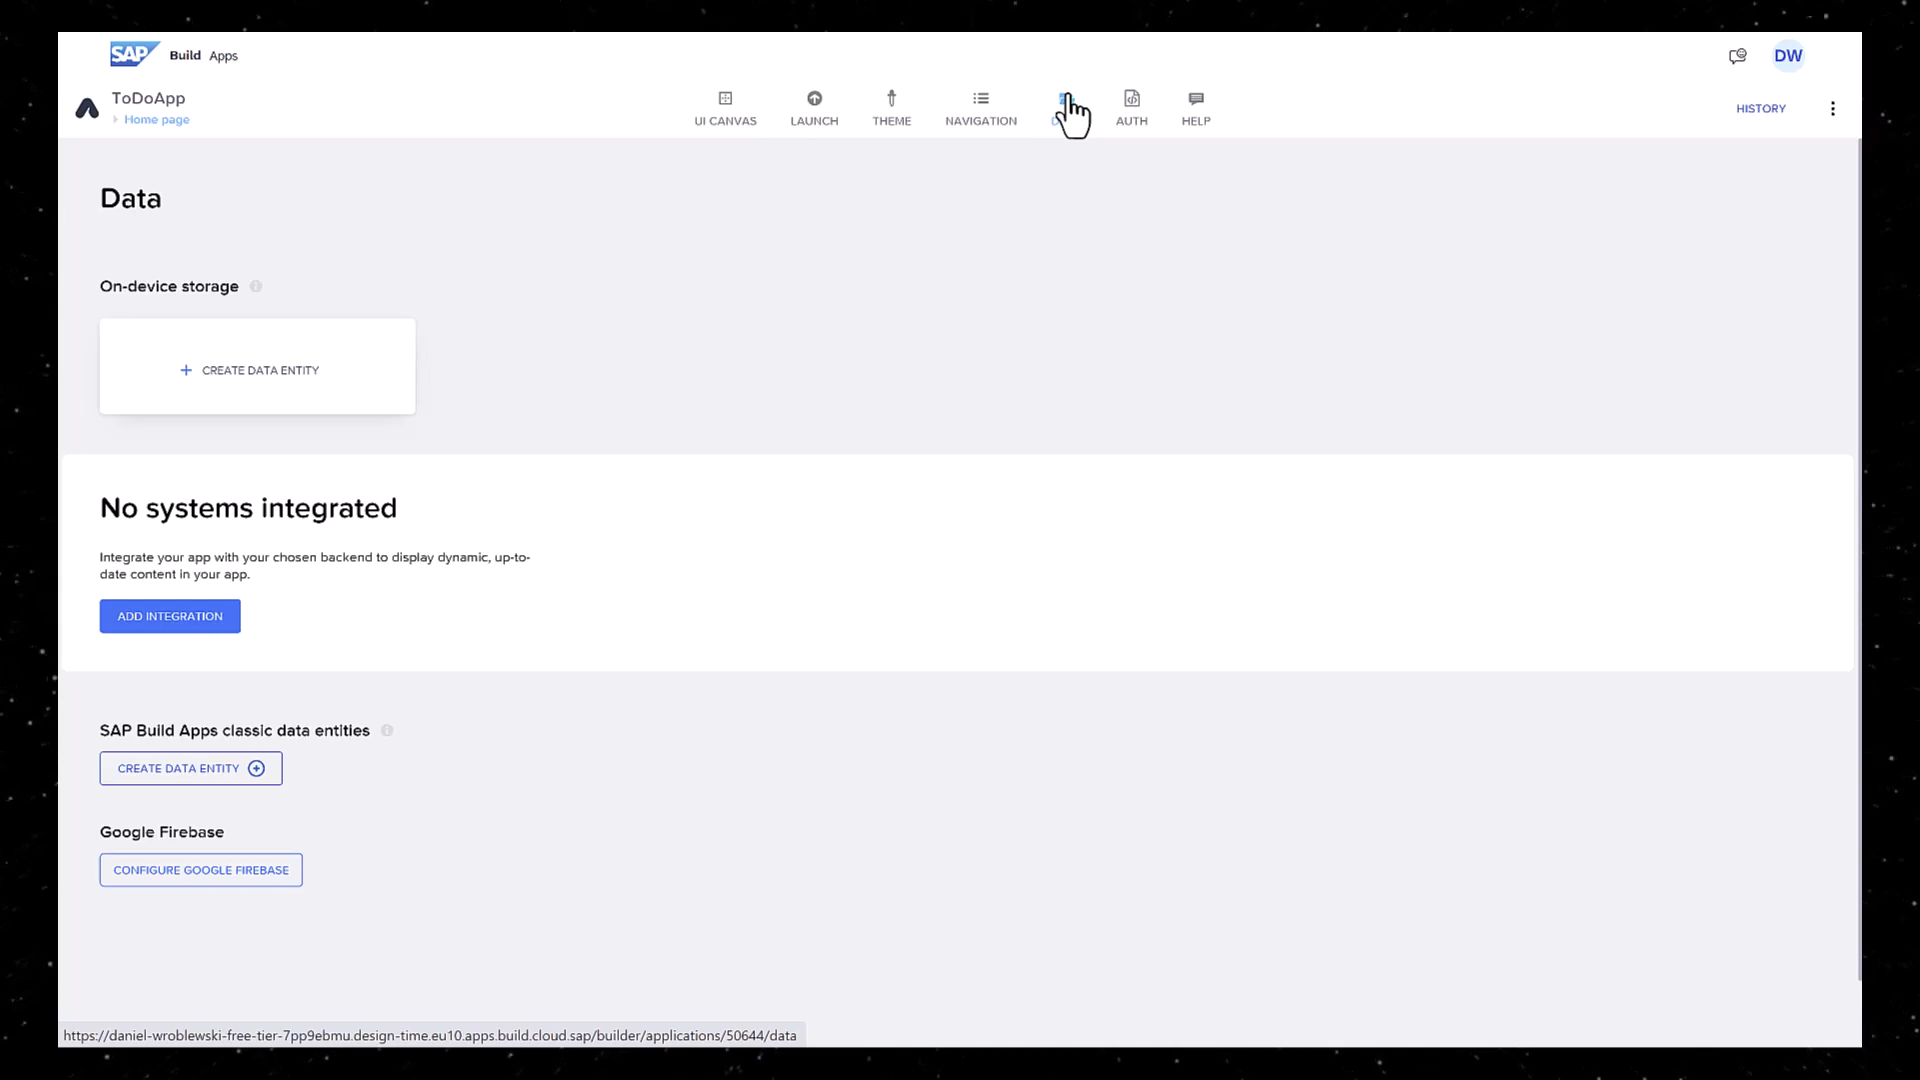 SAP Build Apps
DW
ToDoApp
Home page
UI CANVAS
LAUNCH
THEME
NAVIGATION
AUTH
HELP
HISTORY
Data
On-device storage
+ CREATE DATA ENTITY
No systems integrated
Integrate your app with your chosen backend to display dynamic, up-to-
date content in your app.
ADD INTEGRATION
SAP Build Apps classic data entities
CREATE DATA ENTITY
Google Firebase
CONFIGURE GOOGLE FIREBASE
https://daniel-wroblewski-free-tier-7pp9ebmu.design-time.eu10.apps.build.cloud.sap/builder/applications/50644/data